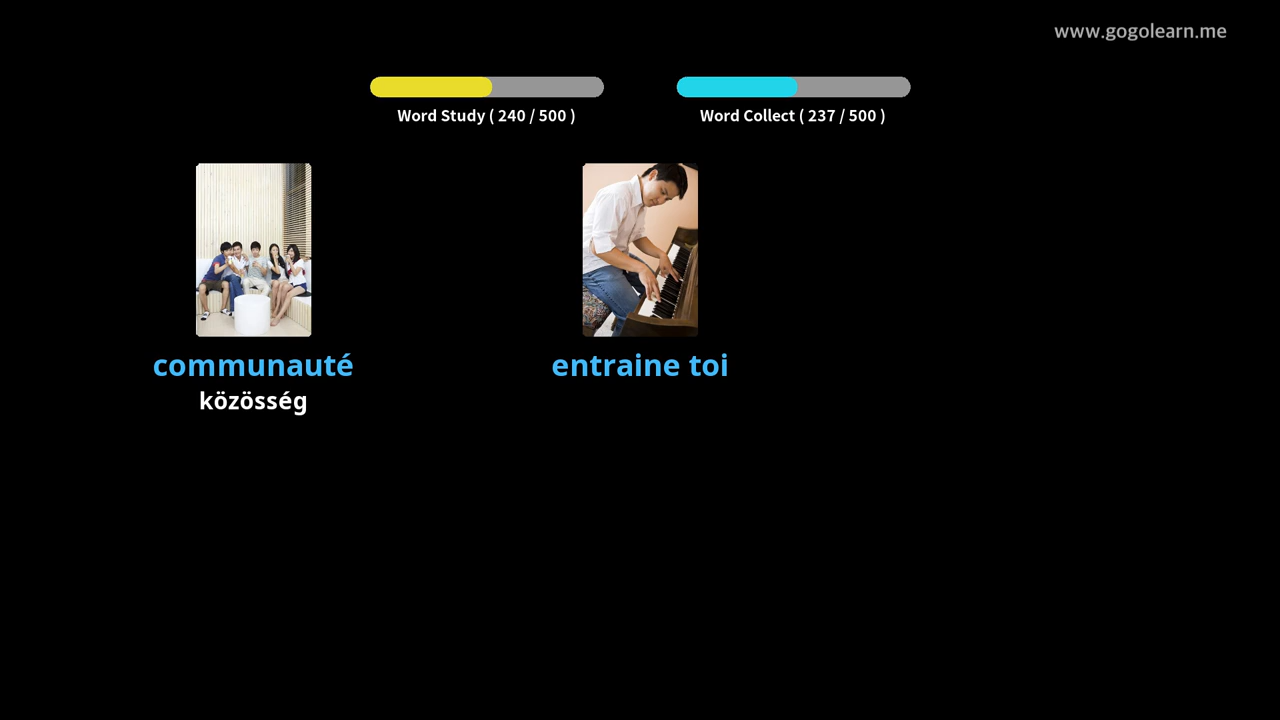 www.gogolearn.me
Word Study ( 240 / 500 )
Word Collect ( 237 / 500 )
communauté
entraine toi
közösség